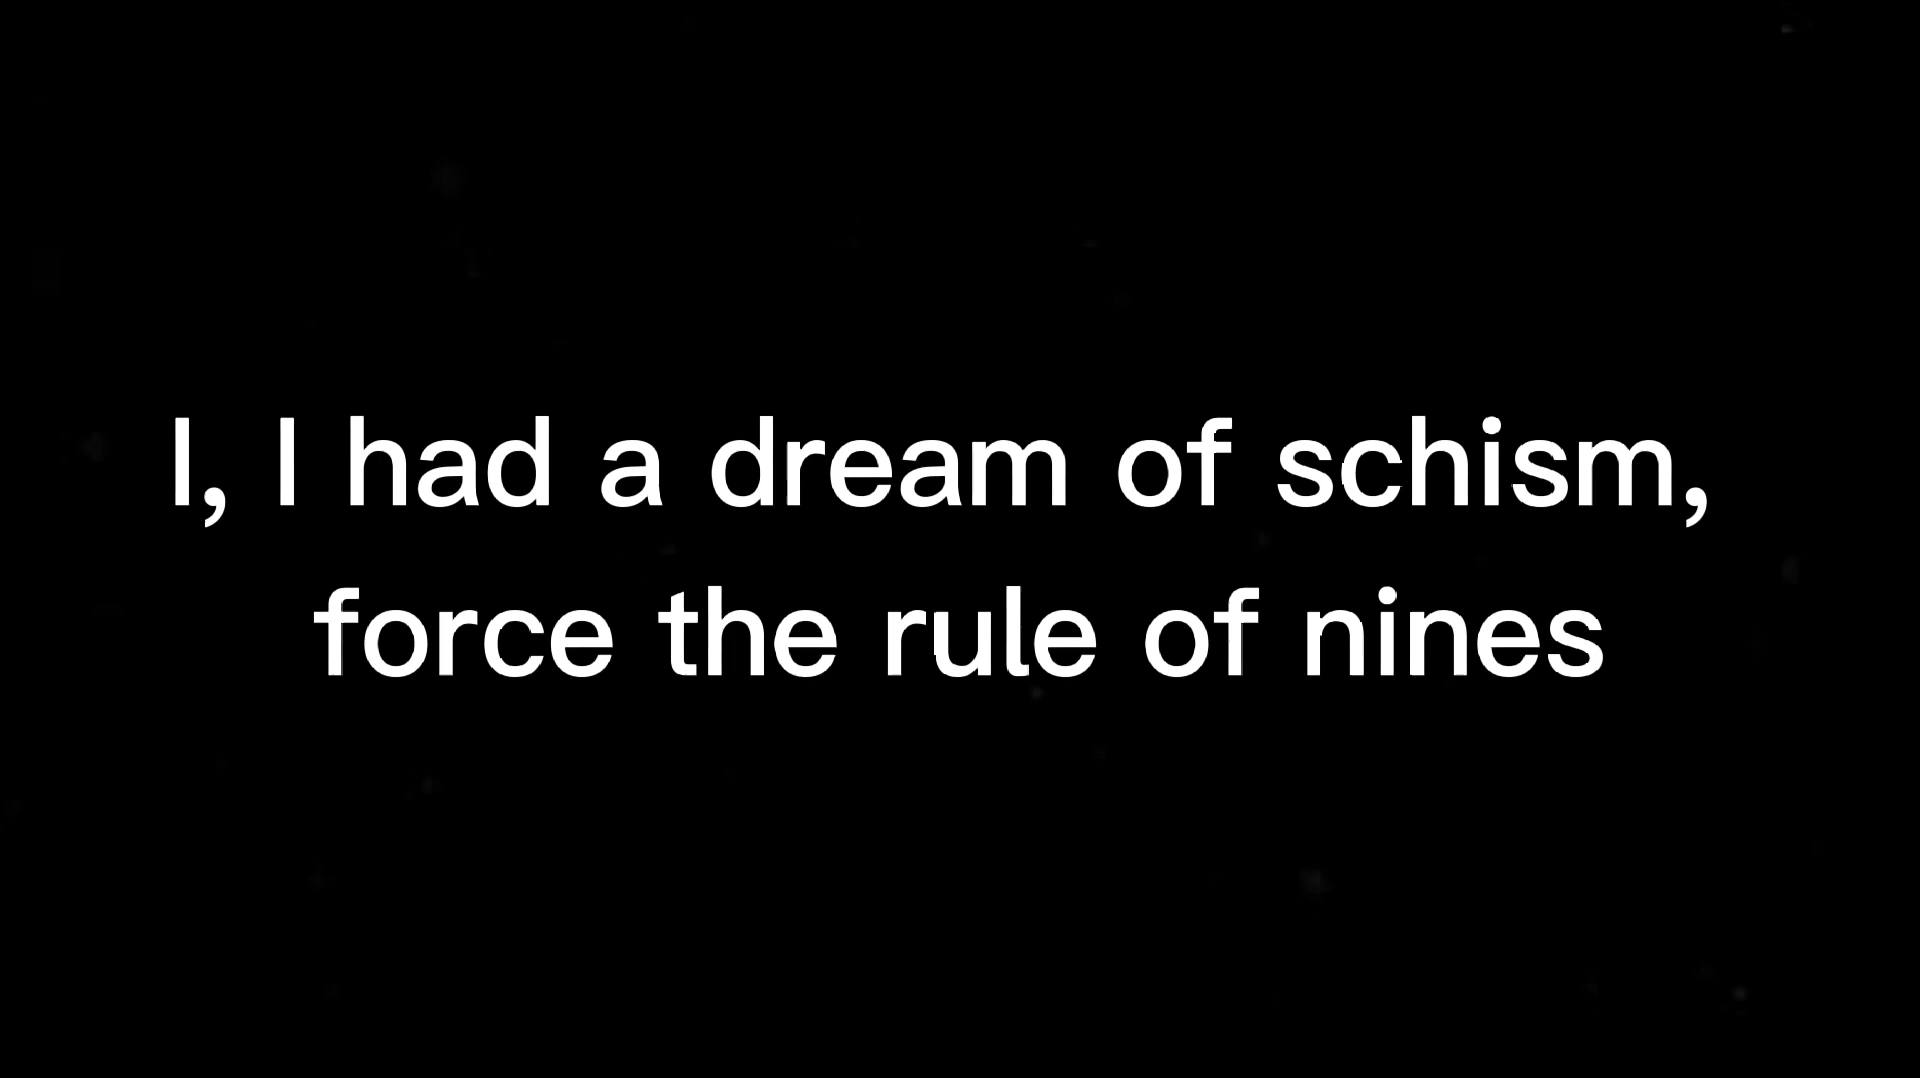 I, I had a dream of schism,
force the rule of nines